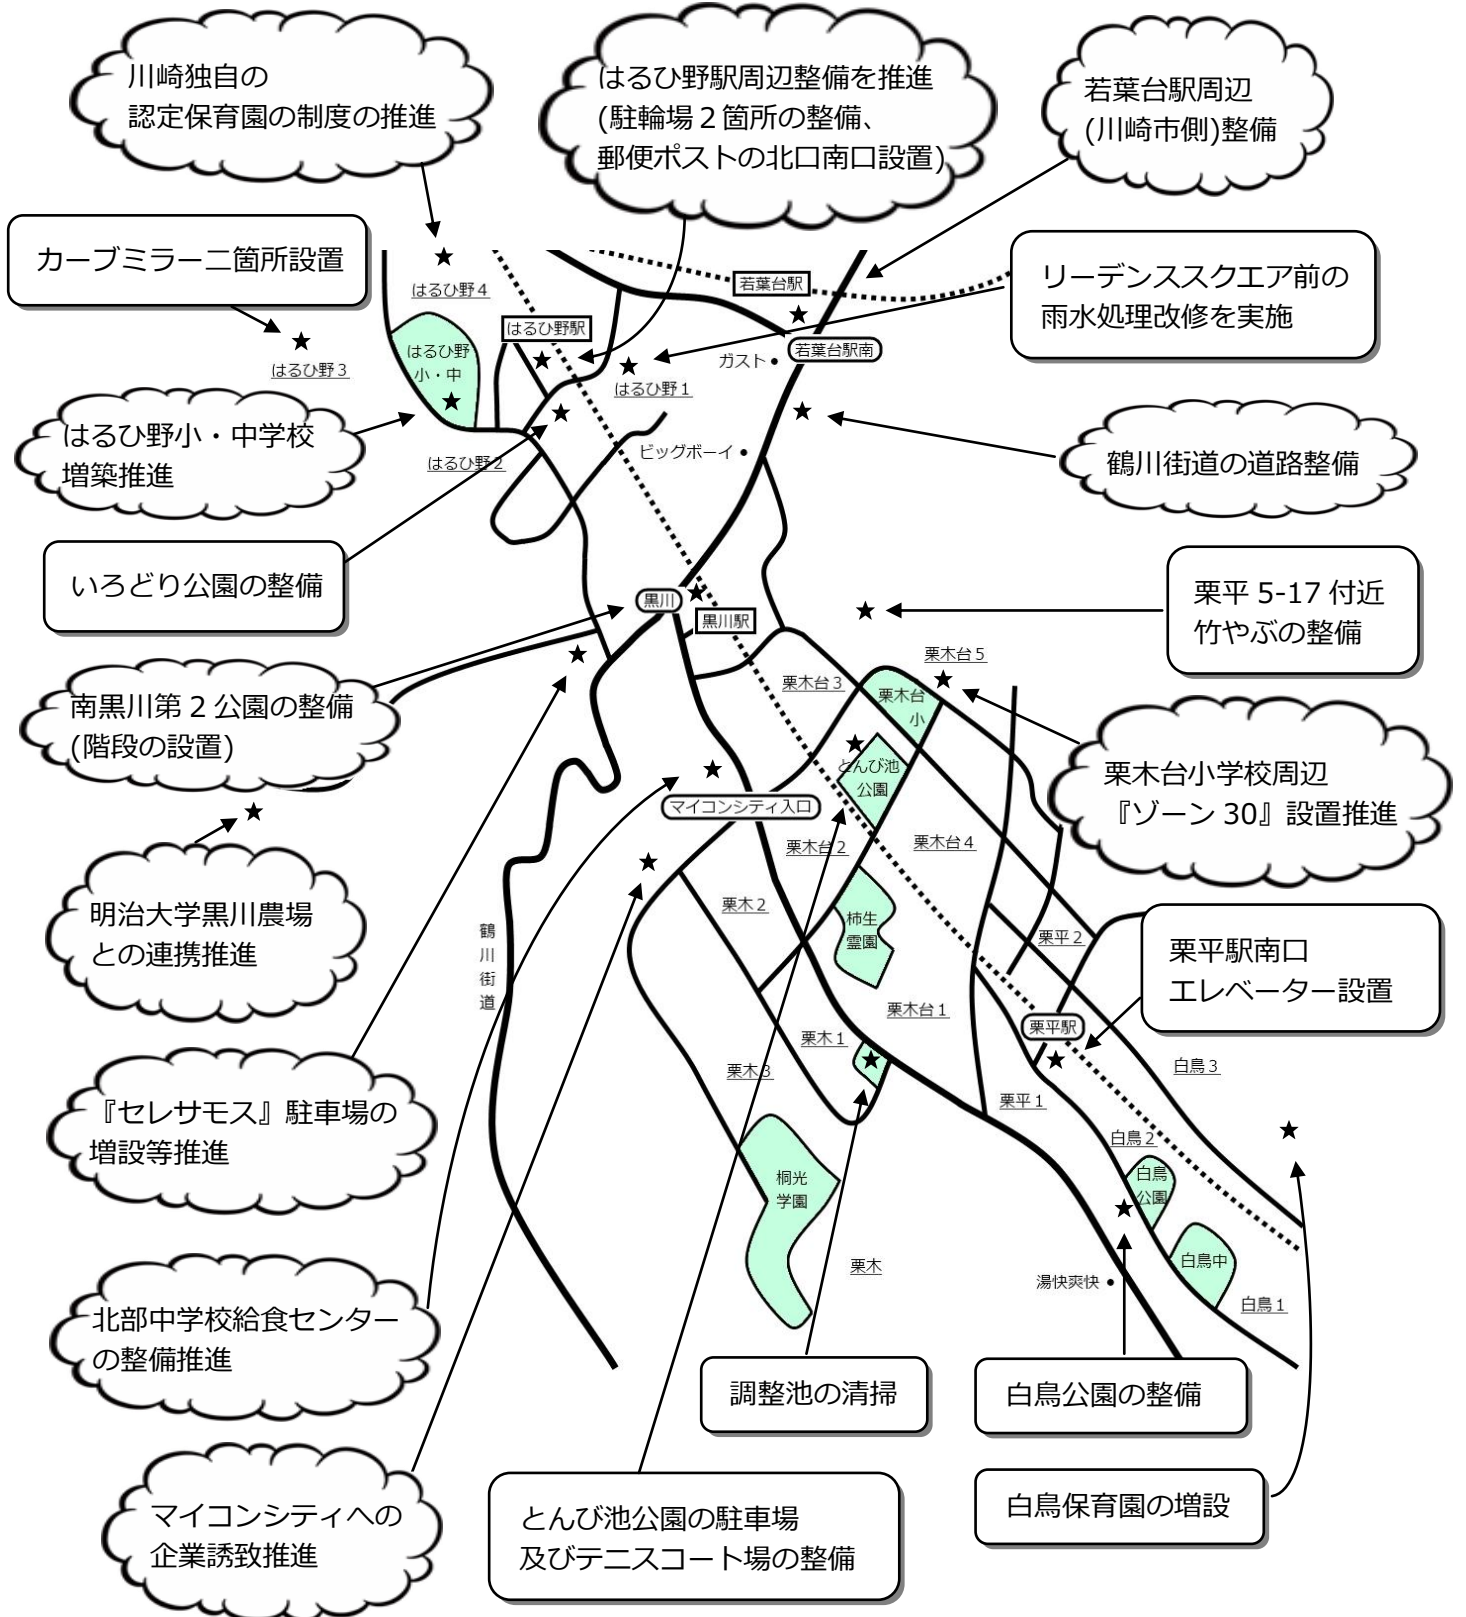 川崎独自の
認定保育園の制度の推進
はるひ野駅周辺整備を推進
(駐輪場２箇所の整備、
郵便ポストの北口南口設置)
若葉台駅周辺
(川崎市側)整備
カーブミラー二箇所設置
リーデンススクエア前の
雨水処理改修を実施
はるひ野４
若葉台駅
はるひ野駅
若葉台駅南
ガスト
はるひ野３
はるひ野
小・中
はるひ野１
はるひ野小・中学校
増築推進
はるひ野２
ビッグボーイ
鶴川街道の道路整備
いろどり公園の整備
栗平 5-17 付近
竹やぶの整備
黒川
黒川駅
南黒川第２公園の整備
(階段の設置)
栗木台３
栗木台５
栗木台
小
とんび池
公園
栗木台小学校周辺
『ゾーン 30』設置推進
マイコンシティ入口
栗木台２
栗木台４
明治大学黒川農場
との連携推進
栗木２
柿生
霊園
栗平２
栗平駅南口
エレベーター設置
鶴川街道
栗木台１
栗平駅
栗木１
栗木３
白鳥３
栗平１
『セレサモス』駐車場の
増設等推進
白鳥２
桐光
学園
白鳥
公園
白鳥中
栗木
湯快爽快
白鳥１
北部中学校給食センター
の整備推進
調整池の清掃
白鳥公園の整備
マイコンシティへの
企業誘致推進
とんび池公園の駐車場
及びテニスコート場の整備
白鳥保育園の増設